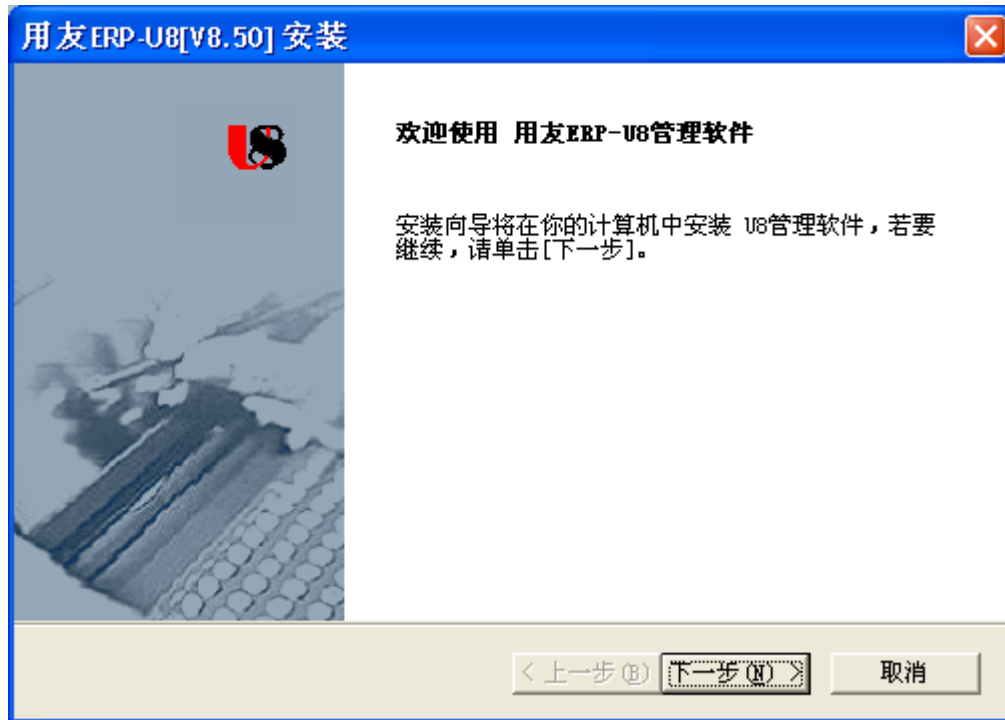 用友ERP-U8[V8.50] 安装
U8
欢迎使用 用友ERP-U8管理软件
安装向导将在你的计算机中安装 U8管理软件，若要
继续，请单击[下一步]。
< 上一步(B) 下一步(N) > 取消